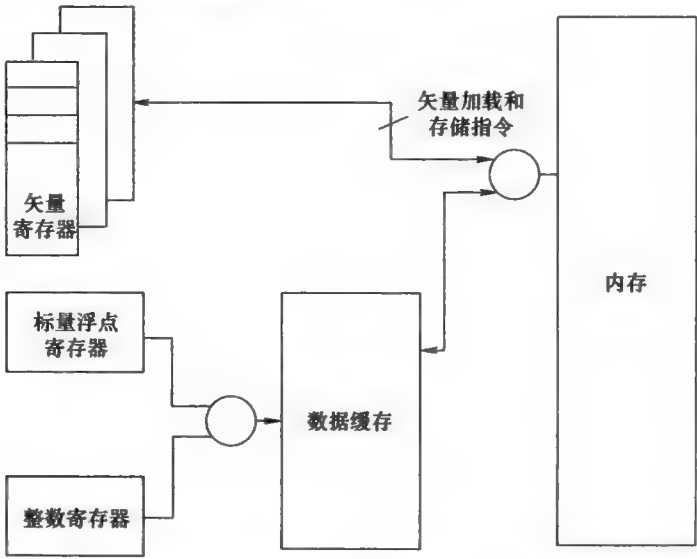 矢量加载和
存储指令
矢量
寄存器
内存
标量浮点
寄存器
数据缓存
整数寄存器